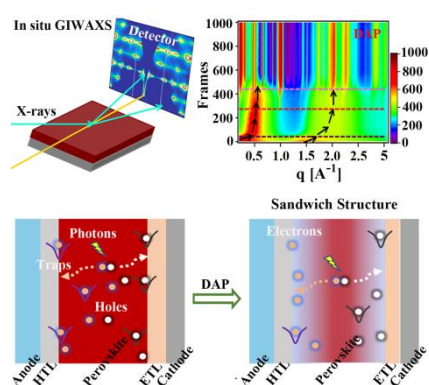 In situ GIWAXS
Detector
X-rays
DAP
Frames
1000
800
600
400
200
0
0.5
1.0
1.5
2.0
2.5
5
q [A⁻¹]
1000
800
600
400
200
0
Sandwich Structure
Photons
Traps
Holes
Anode
HTL
Perovskite
ETL
Cathode
DAP
Electrons
Anode
HTL
Perovskite
ETL
Cathode